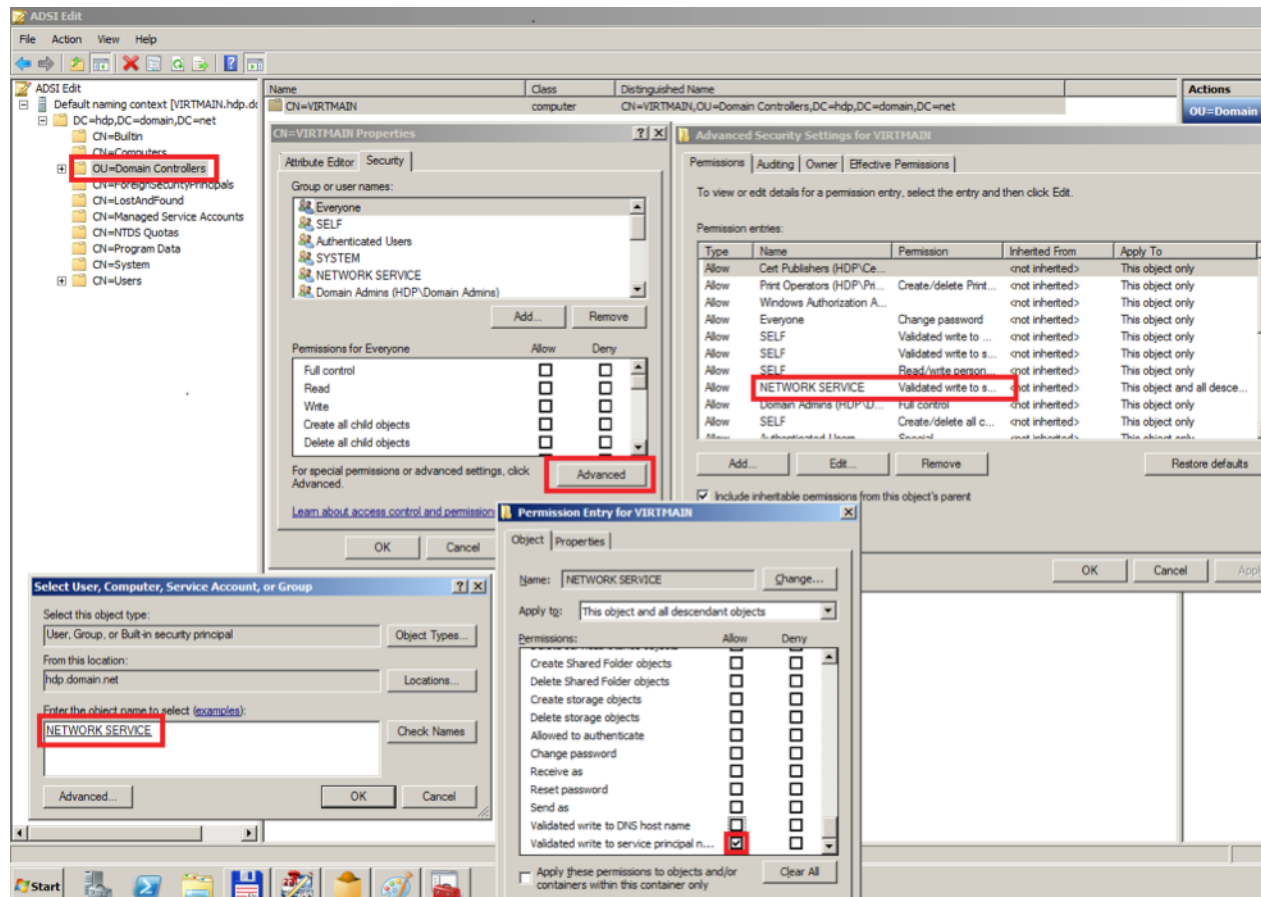 ADSI Edit
File Action View Help
ADSI Edit
Default naming context [VIRTMAIN.hdp.do
DC=hdp,DC=domain,DC=net
CN=Builtin
CN=Computers
OU=Domain Controllers
CN=ForeignSecurityPrincipals
CN=LostAndFound
CN=Managed Service Accounts
CN=NTDS Quotas
CN=Program Data
CN=System
CN=Users
Name Class Distinguished Name
CN=VIRTMAIN computer CN=VIRTMAIN,OU=Domain Controllers,DC=hdp,DC=domain,DC=net
Actions
OU=Domain
CN=VIRTMAIN Properties
Attribute Editor Security
Group or user names:
Everyone
SELF
Authenticated Users
SYSTEM
NETWORK SERVICE
Domain Admins (HDP\Domain Admins)
Add... Remove
Permissions for Everyone Allow Deny
Full control
Read
Write
Create all child objects
Delete all child objects
For special permissions or advanced settings, click
Advanced.
Advanced
Learn about access control and permission
OK Cancel
Advanced Security Settings for VIRTMAIN
Permissions Auditing Owner Effective Permissions
To view or edit details for a permission entry, select the entry and then click Edit.
Permission entries:
Type Name Permission Inherited From Apply To
Allow Cert Publishers (HDP\Ce... <not inherited> This object only
Allow Print Operators (HDP\Pri... Create/delete Print... <not inherited> This object only
Allow Windows Authorization A... <not inherited> This object only
Allow Everyone Change password <not inherited> This object only
Allow SELF Validated write to ... <not inherited> This object only
Allow SELF Validated write to s... <not inherited> This object only
Allow SELF Read/write person... <not inherited> This object only
Allow NETWORK SERVICE Validated write to s... <not inherited> This object and all desce...
Allow Domain Admins (HDP\D... Full control <not inherited> This object only
Allow SELF Create/delete all c... <not inherited> This object only
Allow Authenticated Users Special <not inherited> This object only
Add... Edit... Remove Restore defaults
Include inheritable permissions from this object's parent
OK Cancel Appl
Permission Entry for VIRTMAIN
Object Properties
Name: NETWORK SERVICE Change...
Apply to: This object and all descendant objects
Permissions: Allow Deny
Create Shared Folder objects
Delete Shared Folder objects
Create storage objects
Delete storage objects
Allowed to authenticate
Change password
Receive as
Reset password
Send as
Validated write to DNS host name
Validated write to service principal n...
Apply these permissions to objects and/or
containers within this container only
Clear All
Select User, Computer, Service Account, or Group
Select this object type:
User, Group, or Built-in security principal Object Types...
From this location:
hdp.domain.net Locations...
Enter the object name to select (examples):
NETWORK SERVICE Check Names
Advanced... OK Cancel
Start